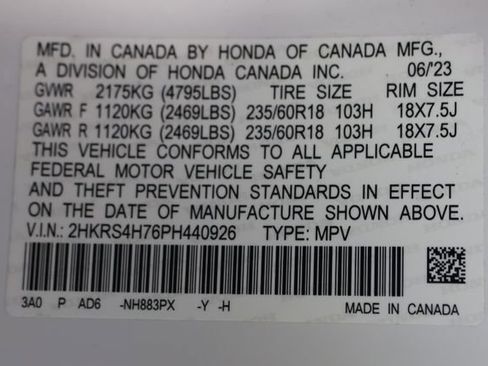 MFD. IN CANADA BY HONDA OF CANADA MFG.,
A DIVISION OF HONDA CANADA INC. 06/'23
GVWR 2175KG (4795LBS) TIRE SIZE RIM SIZE
GAWR F 1120KG (2469LBS) 235/60R18 103H 18X7.5J
GAWR R 1120KG (2469LBS) 235/60R18 103H 18X7.5J
THIS VEHICLE CONFORMS TO ALL APPLICABLE
FEDERAL MOTOR VEHICLE SAFETY
AND THEFT PREVENTION STANDARDS IN EFFECT
ON THE DATE OF MANUFACTURE SHOWN ABOVE.
V.I.N.: 2HKRS4H76PH440926 TYPE: MPV
3A0 P AD6 -NH883PX -Y -H MADE IN CANADA